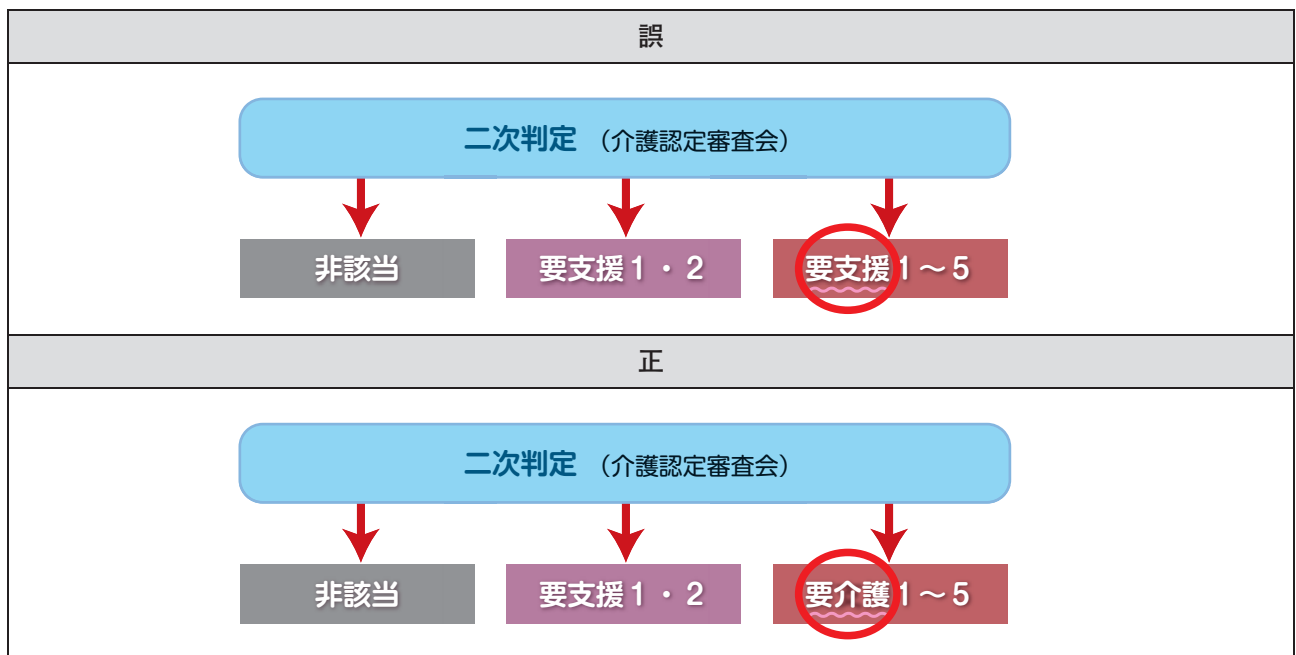 誤
二次判定 （介護認定審査会）
非該当 要支援１・２ 要支援１～５
正
二次判定 （介護認定審査会）
非該当 要支援１・２ 要介護１～５